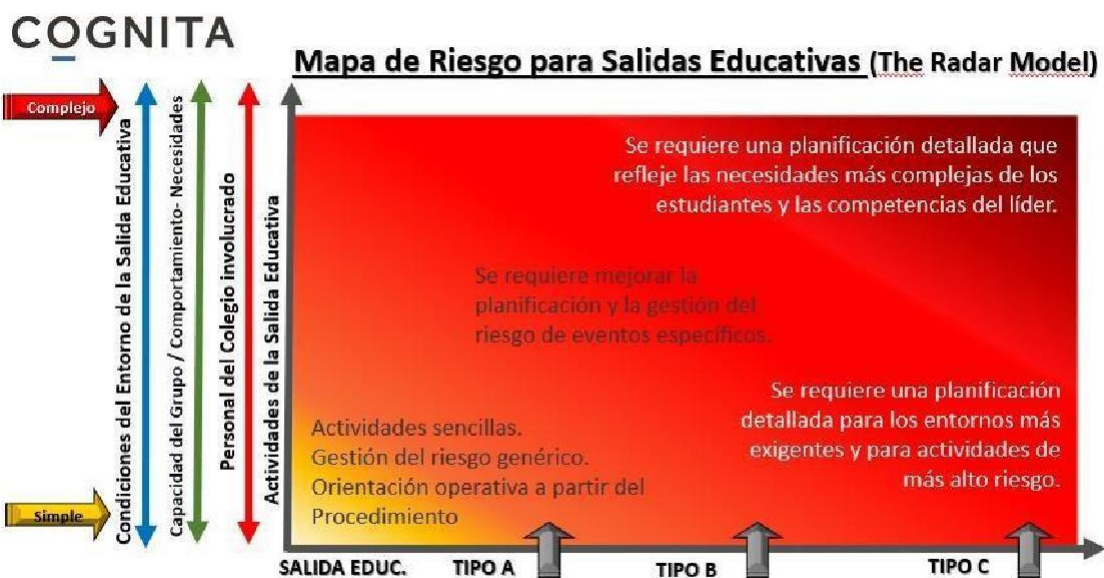 COGNITA
Mapa de Riesgo para Salidas Educativas (The Radar Model)
Complejo
Simple
Condiciones del Entorno de la Salida Educativa
Capacidad del Grupo / Comportamiento- Necesidades
Personal del Colegio involucrado
Actividades de la Salida Educativa
Se requiere una planificación detallada que
refleje las necesidades más complejas de los
estudiantes y las competencias del líder.
Se requiere mejorar la
planificación y la gestión del
riesgo de eventos específicos.
Se requiere una planificación
detallada para los entornos más
exigentes y para actividades de
más alto riesgo.
Actividades sencillas.
Gestión del riesgo genérico.
Orientación operativa a partir del
Procedimiento
SALIDA EDUC.
TIPO A
TIPO B
TIPO C